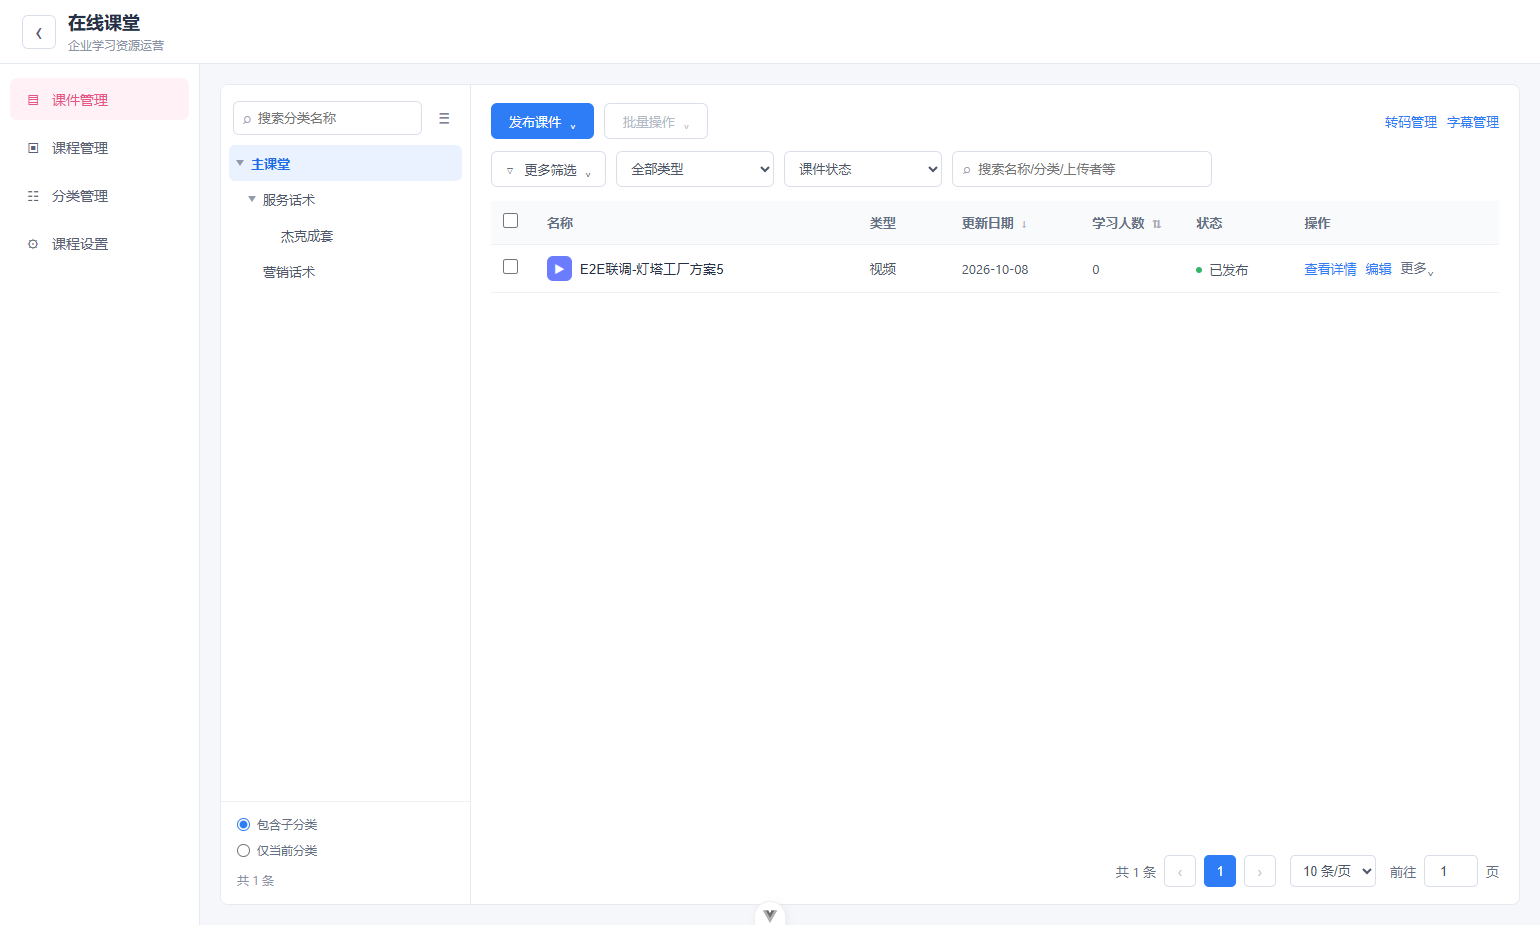 在线课堂
企业学习资源运营
课件管理
课程管理
分类管理
课程设置
搜索分类名称
主课堂
服务话术
杰克成套
营销话术
包含子分类
仅当前分类
共 1 条
发布课件
批量操作
转码管理 字幕管理
更多筛选 全部类型 课件状态 搜索名称/分类/上传者等
名称 类型 更新日期 ↓ 学习人数 ⇅ 状态 操作
E2E联调-灯塔工厂方案5 视频 2026-10-08 0 已发布 查看详情 编辑 更多
共 1 条 ‹ 1 › 10 条/页 前往 1 页